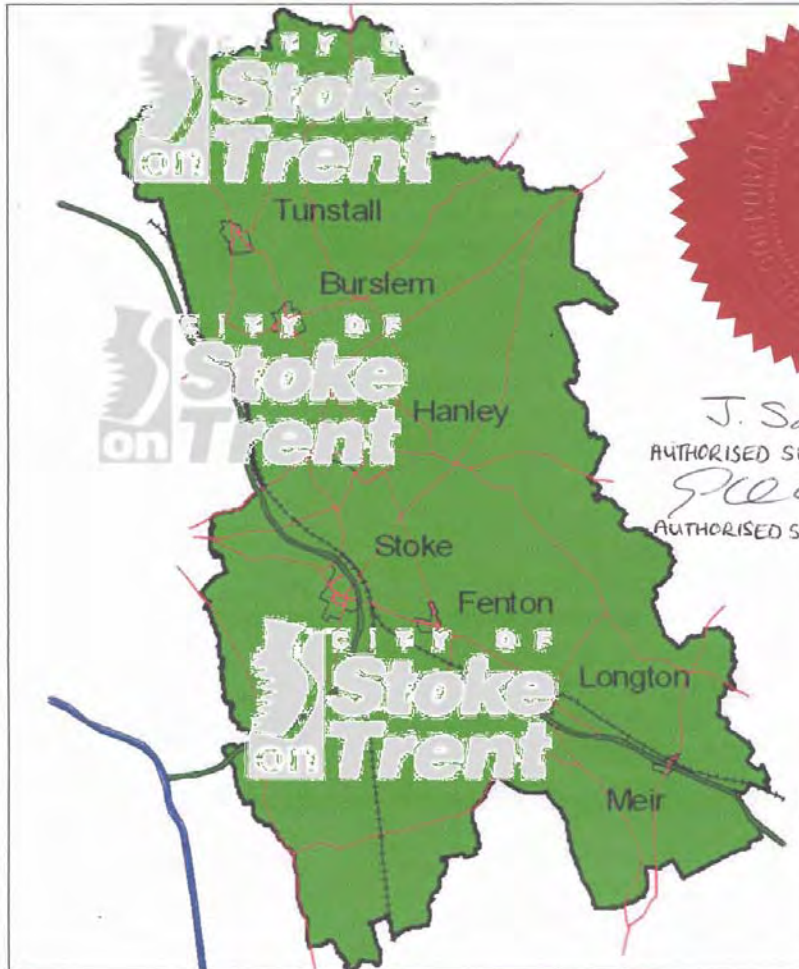 CITY OF
Stoke
on Trent
Tunstall
Burslem
CITY OF
Stoke
on Trent
Hanley
J.
AUTHORISED
AUTHORISED
Stoke
Fenton
CITY OF
Stoke
on Trent
Longton
Meir